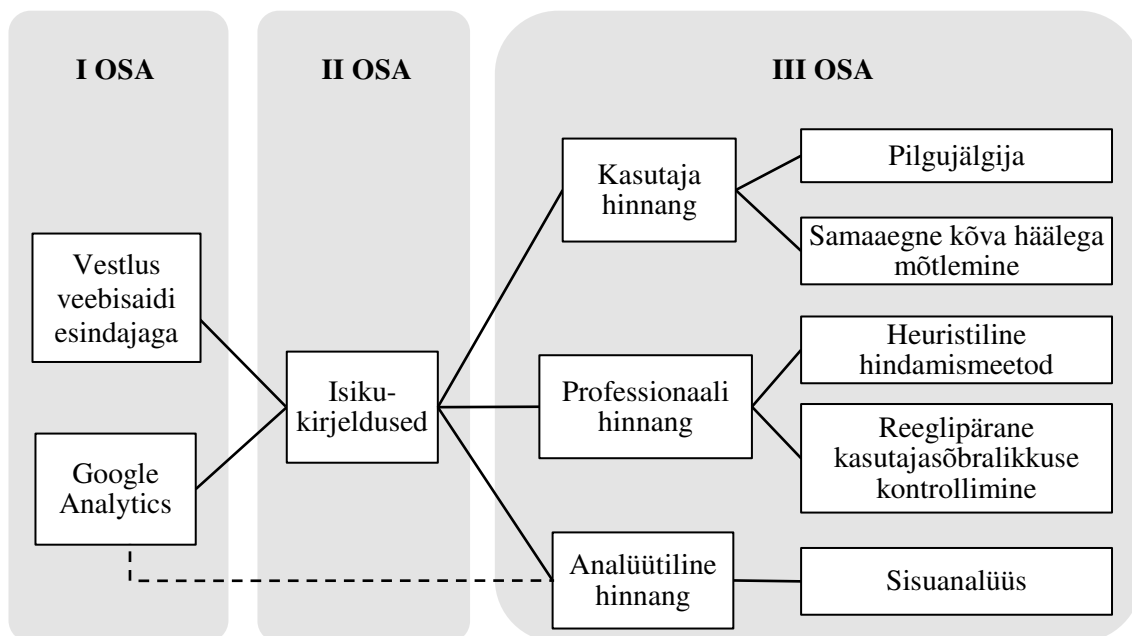 I OSA
II OSA
III OSA
Vestlus
veebisaidi
esindajaga
Google
Analytics
Isiku-
kirjeldused
Kasutaja
hinnang
Pilgujälgija
Samaaegne kõva häälega
mõtlemine
Professionaali
hinnang
Heuristiline
hindamismeetod
Reeglipärane
kasutajasõbralikkuse
kontrollimine
Analüütiline
hinnang
Sisuanalüüs